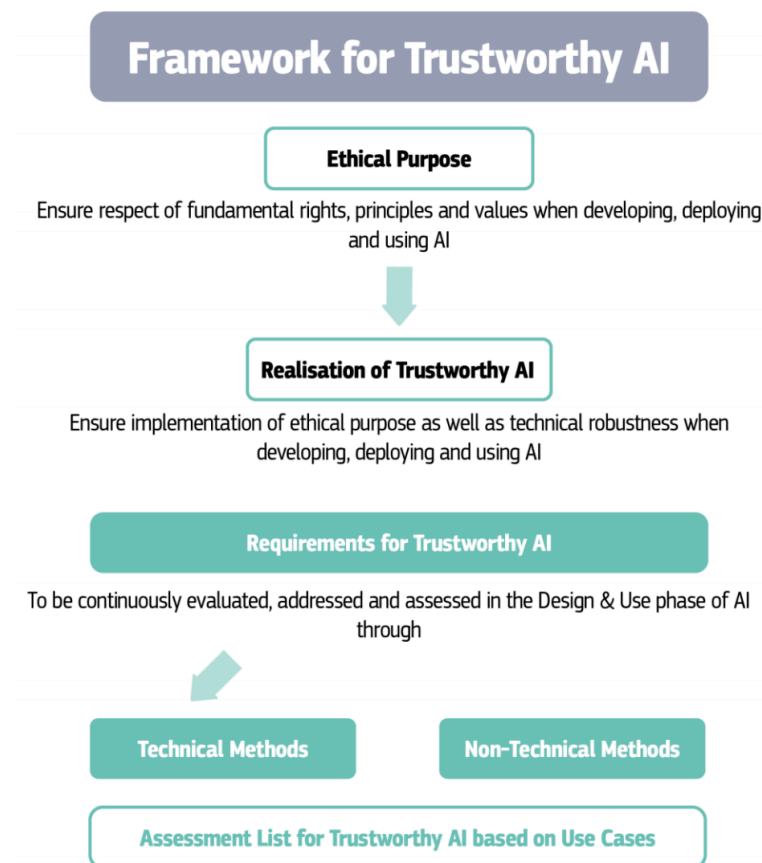 Framework for Trustworthy AI
Ethical Purpose
Ensure respect of fundamental rights, principles and values when developing, deploying
and using AI
Realisation of Trustworthy AI
Ensure implementation of ethical purpose as well as technical robustness when
developing, deploying and using AI
Requirements for Trustworthy AI
To be continuously evaluated, addressed and assessed in the Design & Use phase of AI
through
Technical Methods
Non-Technical Methods
Assessment List for Trustworthy AI based on Use Cases